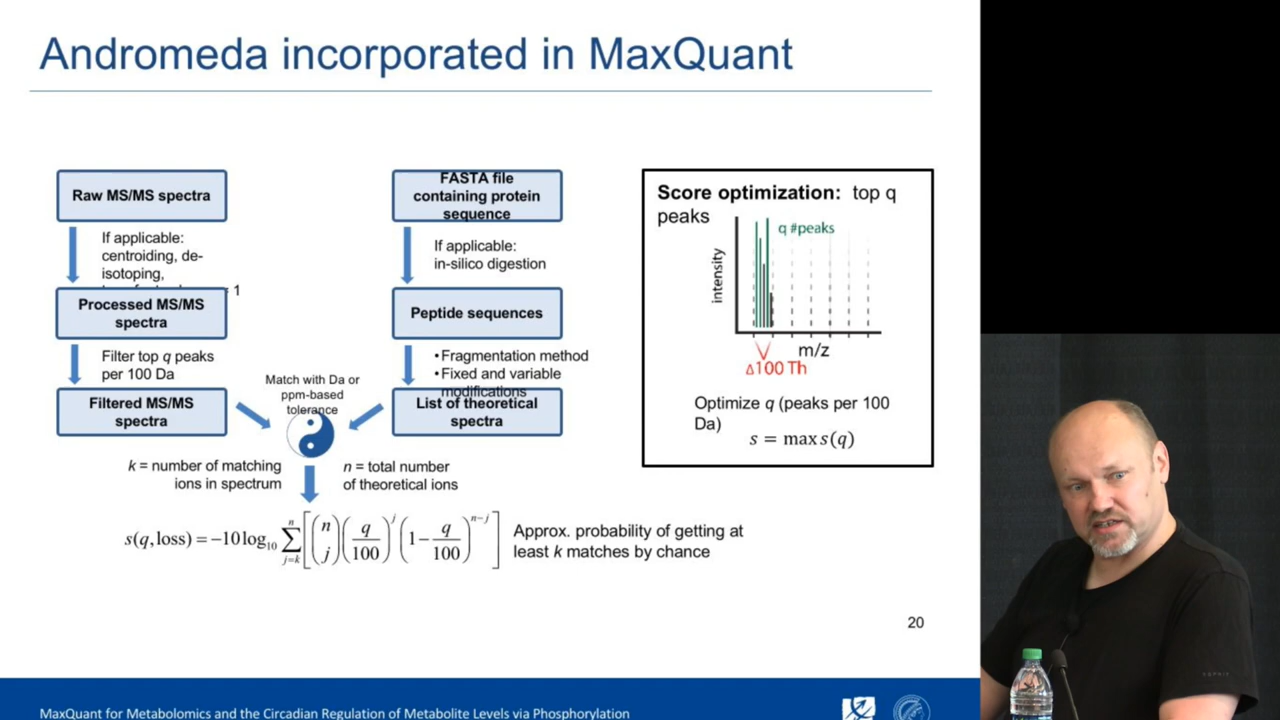 Andromeda incorporated in MaxQuant
Raw MS/MS spectra
If applicable:
centroiding, de-
isotoping,
1
Processed MS/MS
spectra
Filter top q peaks
per 100 Da
Filtered MS/MS
spectra
FASTA file
containing protein
sequence
If applicable:
in-silico digestion
Peptide sequences
•Fragmentation method
•Fixed and variable
modifications
List of theoretical
spectra
Match with Da or
ppm-based
tolerance
k = number of matching
ions in spectrum
n = total number
of theoretical ions
s(q,loss) = −10log₁₀ ∑_{j=k}^{n} [ (n j) (q/100)^j (1−q/100)^{n−j} ]
Approx. probability of getting at
least k matches by chance
Score optimization: top q
peaks
q #peaks
intensity
m/z
Δ100 Th
Optimize q (peaks per 100
Da)
s = max s(q)
20
MaxQuant for Metabolomics and the Circadian Regulation of Metabolite Levels via Phosphorylation